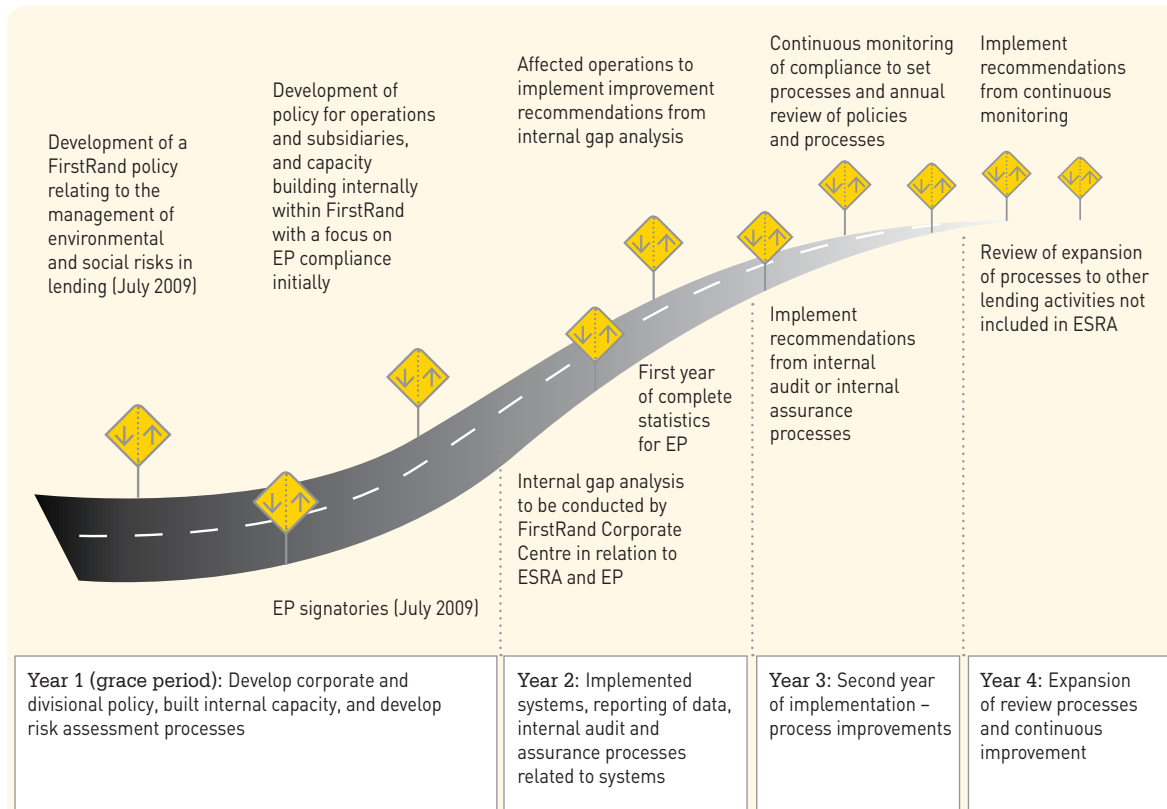 Development of a
FirstRand policy
relating to the
management of
environmental
and social risks in
lending (July 2009)
Development of
policy for operations
and subsidiaries,
and capacity
building internally
within FirstRand
with a focus on
EP compliance
initially
Affected operations to
implement improvement
recommendations from
internal gap analysis
Continuous monitoring
of compliance to set
processes and annual
review of policies
and processes
Implement
recommendations
from continuous
monitoring
EP signatories (July 2009)
Internal gap analysis
to be conducted by
FirstRand Corporate
Centre in relation to
ESRA and EP
First year
of complete
statistics
for EP
Implement
recommendations
from internal
audit or internal
assurance
processes
Review of expansion
of processes to other
lending activities not
included in ESRA
Year 1 (grace period): Develop corporate and
divisional policy, built internal capacity, and develop
risk assessment processes
Year 2: Implemented
systems, reporting of data,
internal audit and
assurance processes
related to systems
Year 3: Second year
of implementation –
process improvements
Year 4: Expansion
of review processes
and continuous
improvement